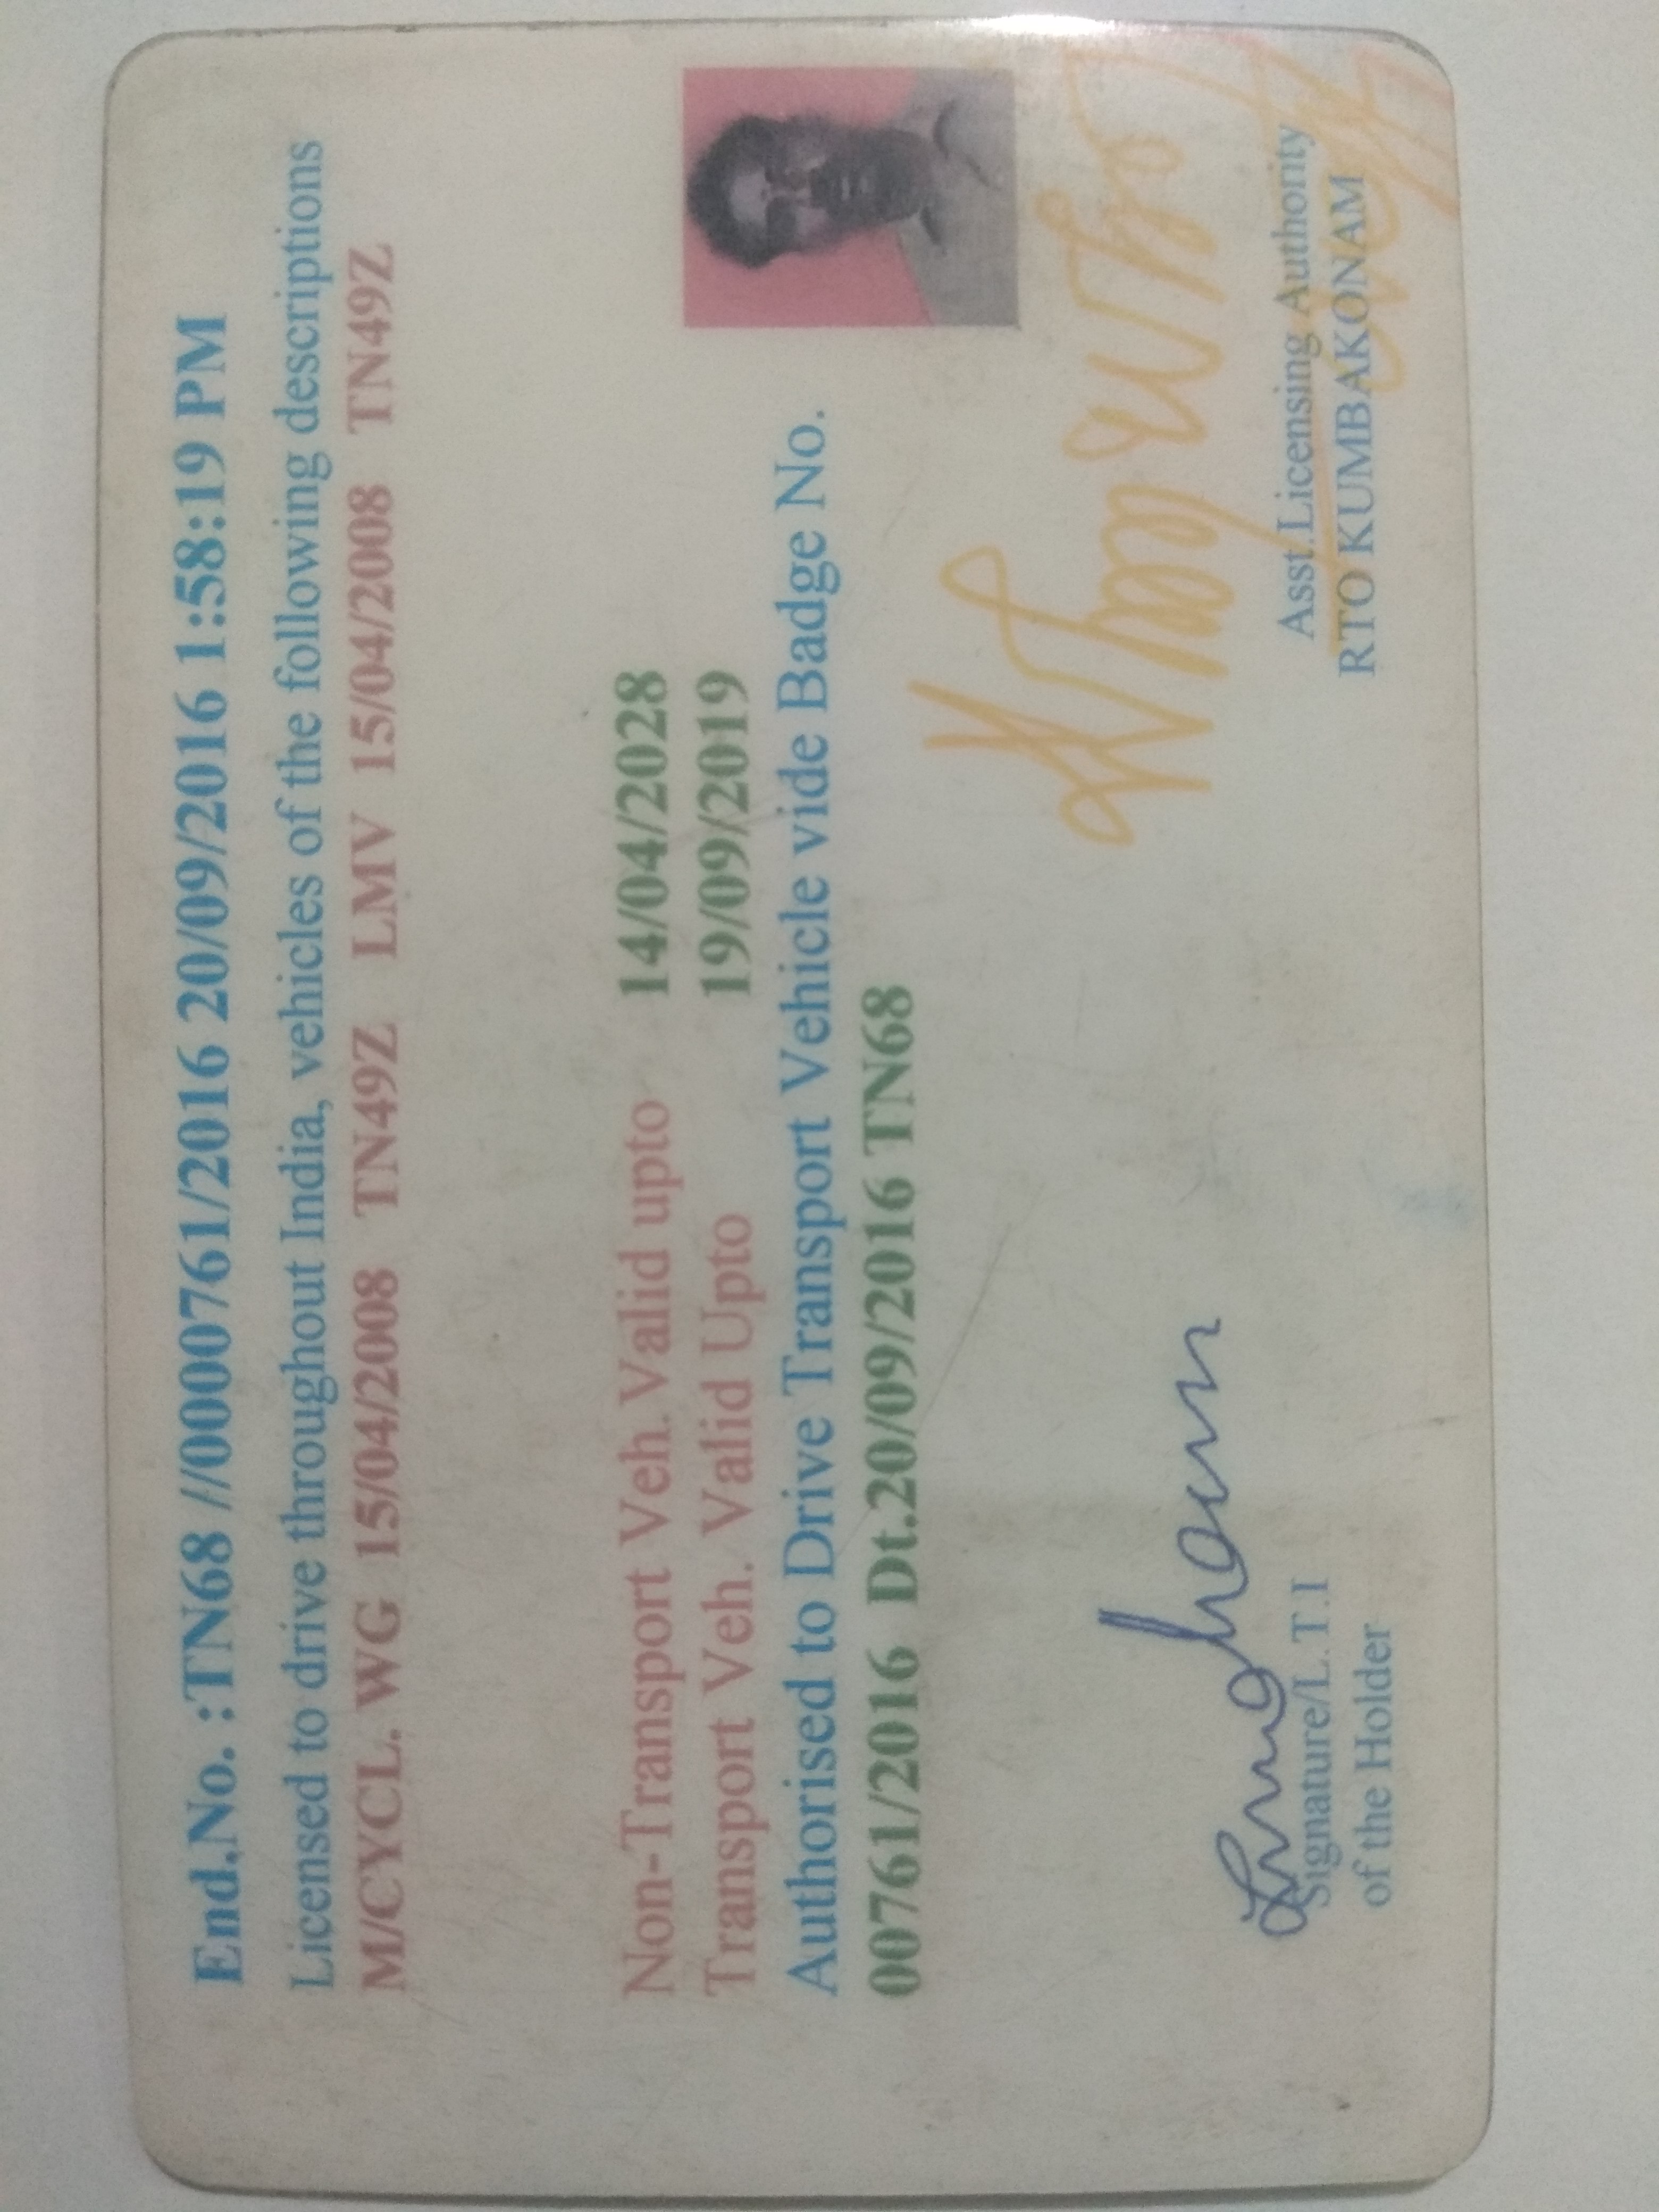 End.No. :TN68 //000761/2016 20/09/2016 1:58:19 PM
Licensed to drive throughout India, vehicles of the following descriptions
M/CYCL. WG 15/04/2008 TN49Z LMV 15/04/2008 TN49Z
Non-Transport Veh.Valid upto 14/04/2028
Transport Veh. Valid Upto 19/09/2019
Authorised to Drive Transport Vehicle vide Badge No.
00761/2016 Dt.20/09/2016 TN68
Signature/L.T.I
of the Holder
Asst.Licensing Authority
RTO KUMBAKONAM